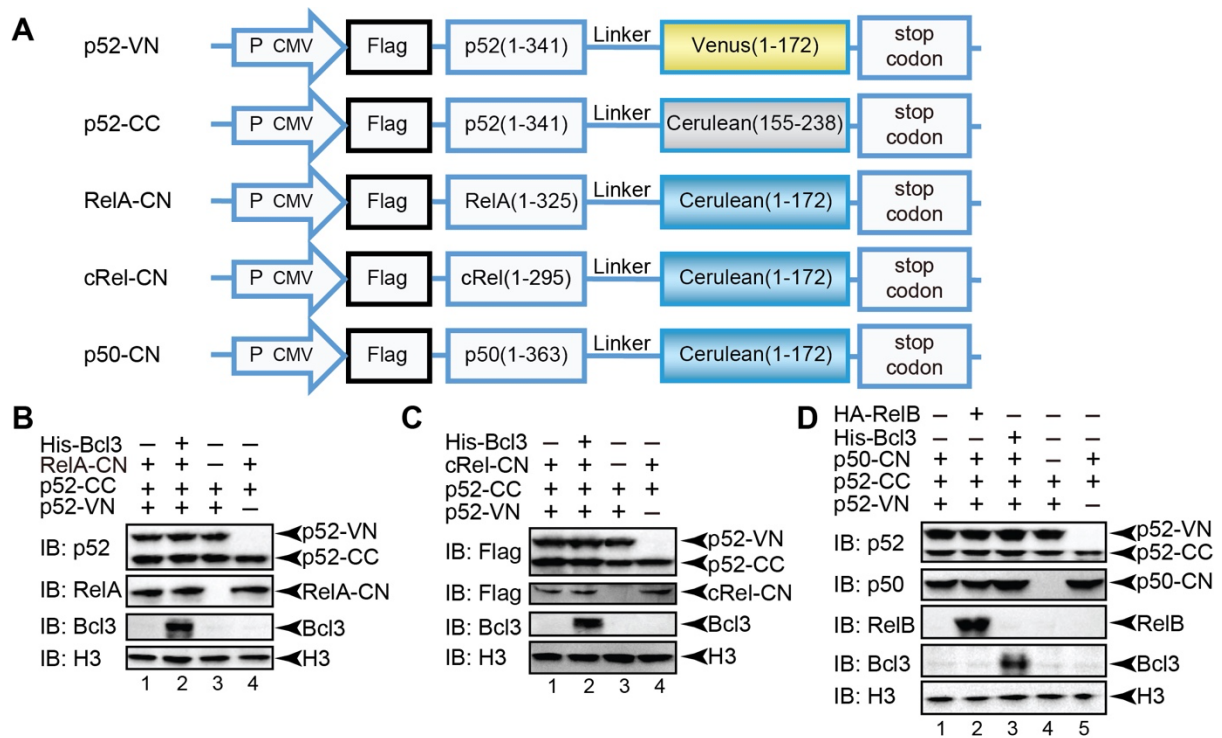 A
p52-VN P CMV Flag p52(1-341) Linker Venus(1-172) stop codon
p52-CC P CMV Flag p52(1-341) Linker Cerulean(155-238) stop codon
RelA-CN P CMV Flag RelA(1-325) Linker Cerulean(1-172) stop codon
cRel-CN P CMV Flag cRel(1-295) Linker Cerulean(1-172) stop codon
p50-CN P CMV Flag p50(1-363) Linker Cerulean(1-172) stop codon
B
His-Bcl3 – + – –
RelA-CN + + – +
p52-CC + + + +
p52-VN + + + –
IB: p52 p52-VN
p52-CC
IB: RelA RelA-CN
IB: Bcl3 Bcl3
IB: H3 H3
1 2 3 4
C
His-Bcl3 – + – –
cRel-CN + + – +
p52-CC + + + +
p52-VN + + + –
IB: Flag p52-VN
p52-CC
IB: Flag cRel-CN
IB: Bcl3 Bcl3
IB: H3 H3
1 2 3 4
D
HA-RelB – + – – –
His-Bcl3 – – + – –
p50-CN + + + – +
p52-CC + + + + +
p52-VN + + + + –
IB: p52 p52-VN
p52-CC
IB: p50 p50-CN
IB: RelB RelB
IB: Bcl3 Bcl3
IB: H3 H3
1 2 3 4 5